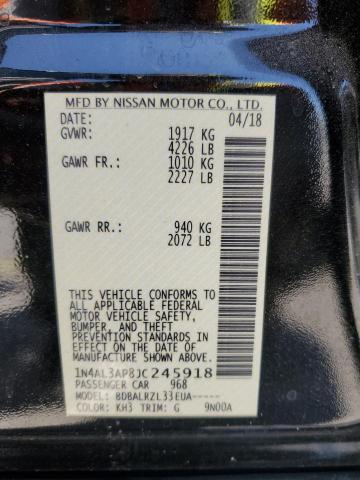 MFD BY NISSAN MOTOR CO., LTD.
DATE: 04/18
GVWR: 1917 KG
4226 LB
GAWR FR.: 1010 KG
2227 LB
GAWR RR.: 940 KG
2072 LB
THIS VEHICLE CONFORMS TO
ALL APPLICABLE FEDERAL
MOTOR VEHICLE SAFETY,
BUMPER, AND THEFT
PREVENTION STANDARDS IN
EFFECT ON THE DATE OF
MANUFACTURE SHOWN ABOVE.
1N4AL3AP8JC245918
PASSENGER CAR 968
MODEL: BDBALRZL33EUA-----
COLOR: KH3 TRIM: G 9N00A